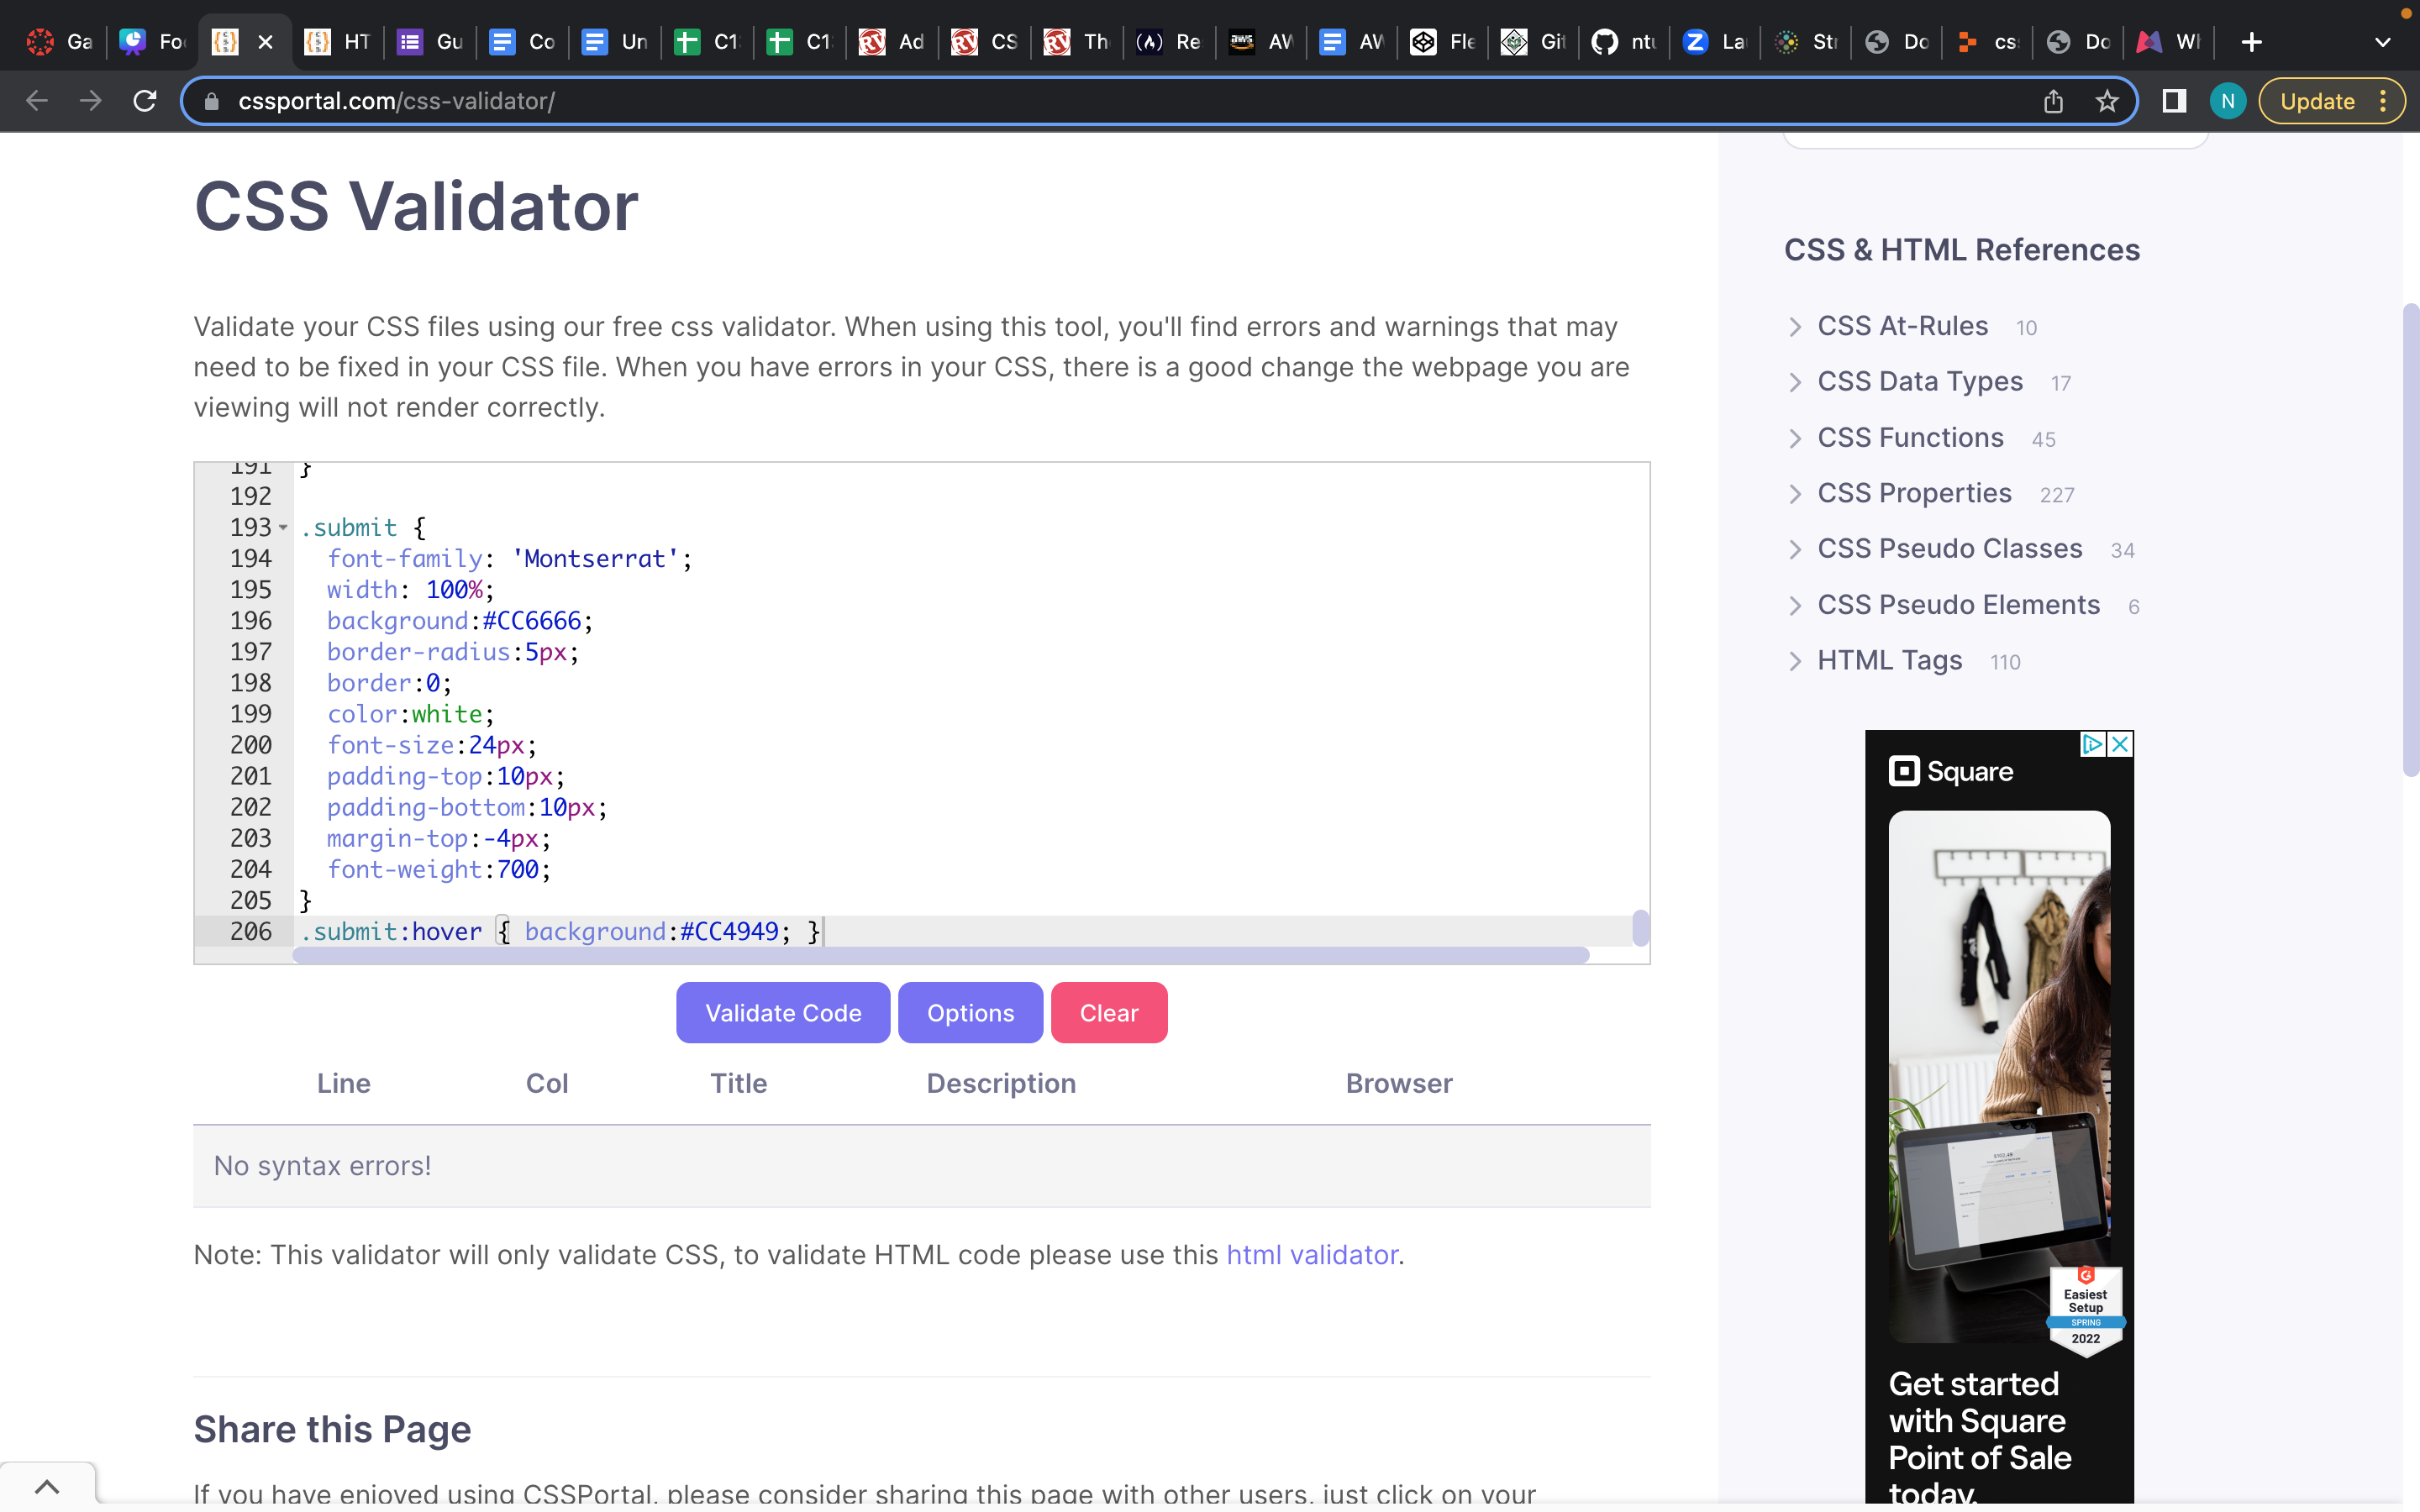 Ga
Fo
HT
Gu
Co
Un
C1
C1
Ad
CS
Th
Re
AW
AW
Fle
Git
ntu
La
Str
Do
cs
Do
Wh
cssportal.com/css-validator/
N
Update
CSS Validator
Validate your CSS files using our free css validator. When using this tool, you'll find errors and warnings that may
need to be fixed in your CSS file. When you have errors in your CSS, there is a good change the webpage you are
viewing will not render correctly.
191 }
192
193 .submit {
194 font-family: 'Montserrat';
195 width: 100%;
196 background:#CC6666;
197 border-radius:5px;
198 border:0;
199 color:white;
200 font-size:24px;
201 padding-top:10px;
202 padding-bottom:10px;
203 margin-top:-4px;
204 font-weight:700;
205 }
206 .submit:hover { background:#CC4949; }
Validate Code Options Clear
Line Col Title Description Browser
No syntax errors!
Note: This validator will only validate CSS, to validate HTML code please use this html validator.
Share this Page
If you have enjoyed using CSSPortal, please consider sharing this page with other users, just click on your
CSS & HTML References
CSS At-Rules 10
CSS Data Types 17
CSS Functions 45
CSS Properties 227
CSS Pseudo Classes 34
CSS Pseudo Elements 6
HTML Tags 110
Square
Easiest
Setup
SPRING
2022
Get started
with Square
Point of Sale
today.